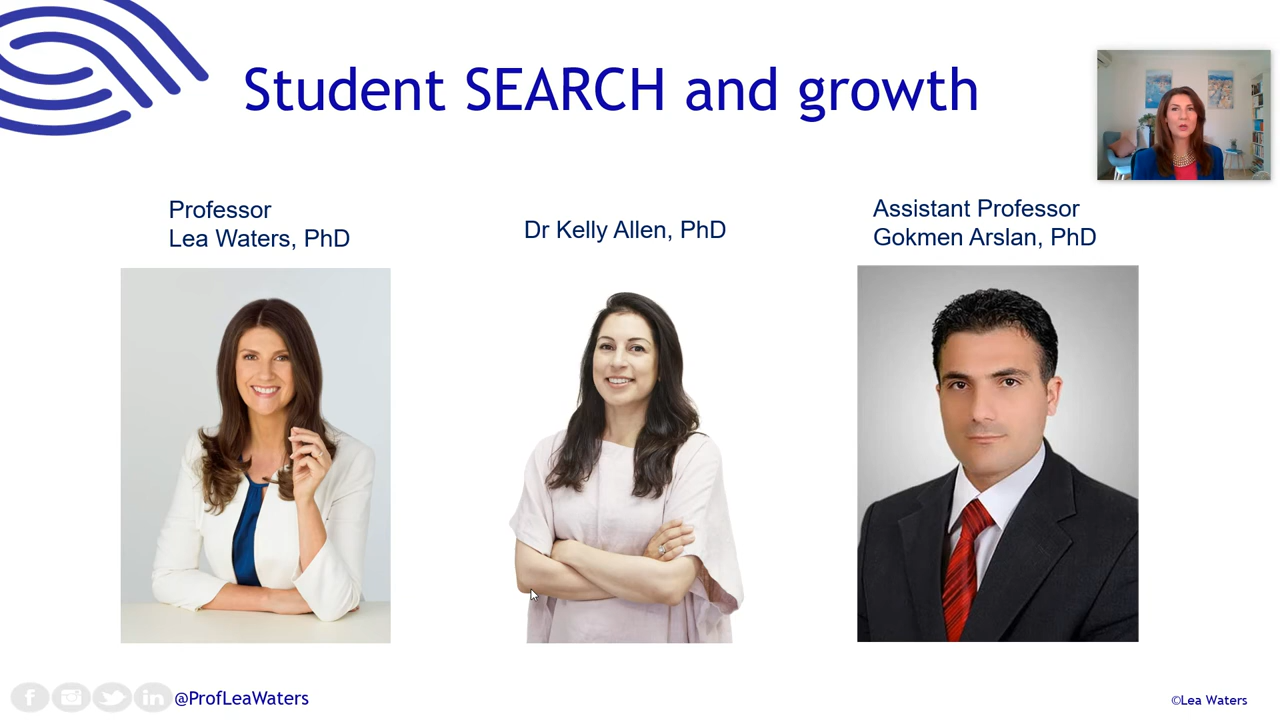 Student SEARCH and growth
Professor
Lea Waters, PhD
Dr Kelly Allen, PhD
Assistant Professor
Gokmen Arslan, PhD
@ProfLeaWaters
©Lea Waters